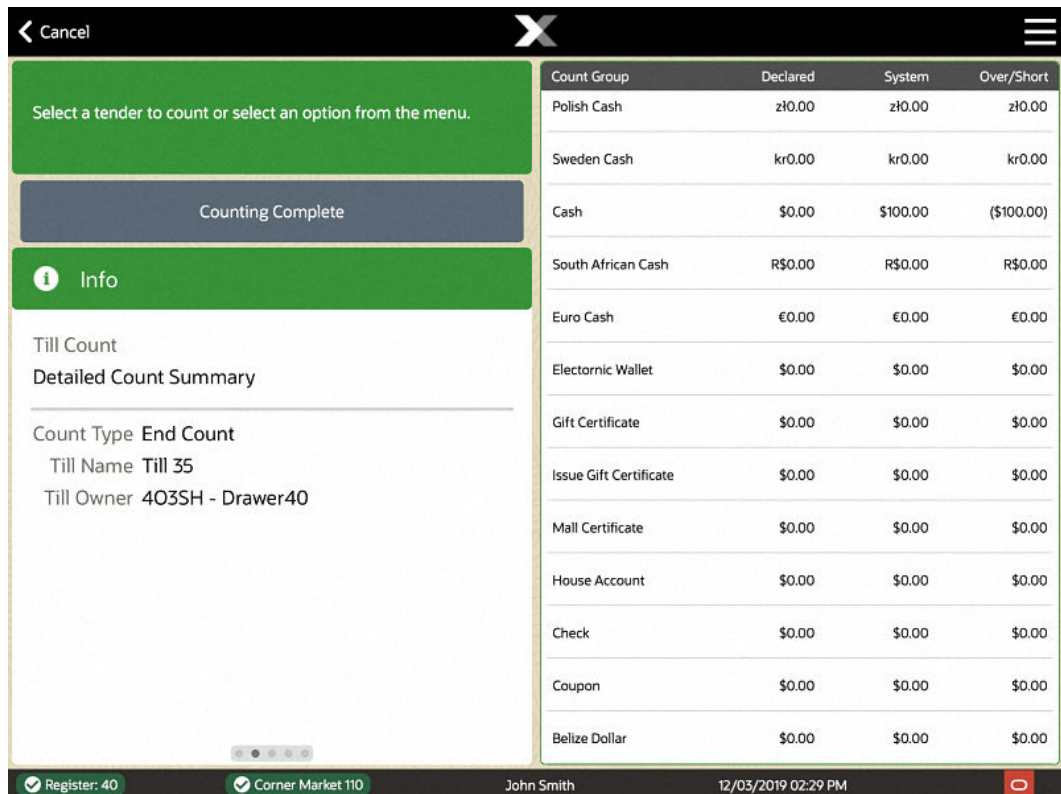 Cancel
Select a tender to count or select an option from the menu.
Counting Complete
Info
Till Count
Detailed Count Summary
Count Type End Count
Till Name Till 35
Till Owner 4O3SH - Drawer40
Count Group Declared System Over/Short
Polish Cash zł0.00 zł0.00 zł0.00
Sweden Cash kr0.00 kr0.00 kr0.00
Cash $0.00 $100.00 ($100.00)
South African Cash R$0.00 R$0.00 R$0.00
Euro Cash €0.00 €0.00 €0.00
Electornic Wallet $0.00 $0.00 $0.00
Gift Certificate $0.00 $0.00 $0.00
Issue Gift Certificate $0.00 $0.00 $0.00
Mall Certificate $0.00 $0.00 $0.00
House Account $0.00 $0.00 $0.00
Check $0.00 $0.00 $0.00
Coupon $0.00 $0.00 $0.00
Belize Dollar $0.00 $0.00 $0.00
Register: 40 Corner Market 110 John Smith 12/03/2019 02:29 PM